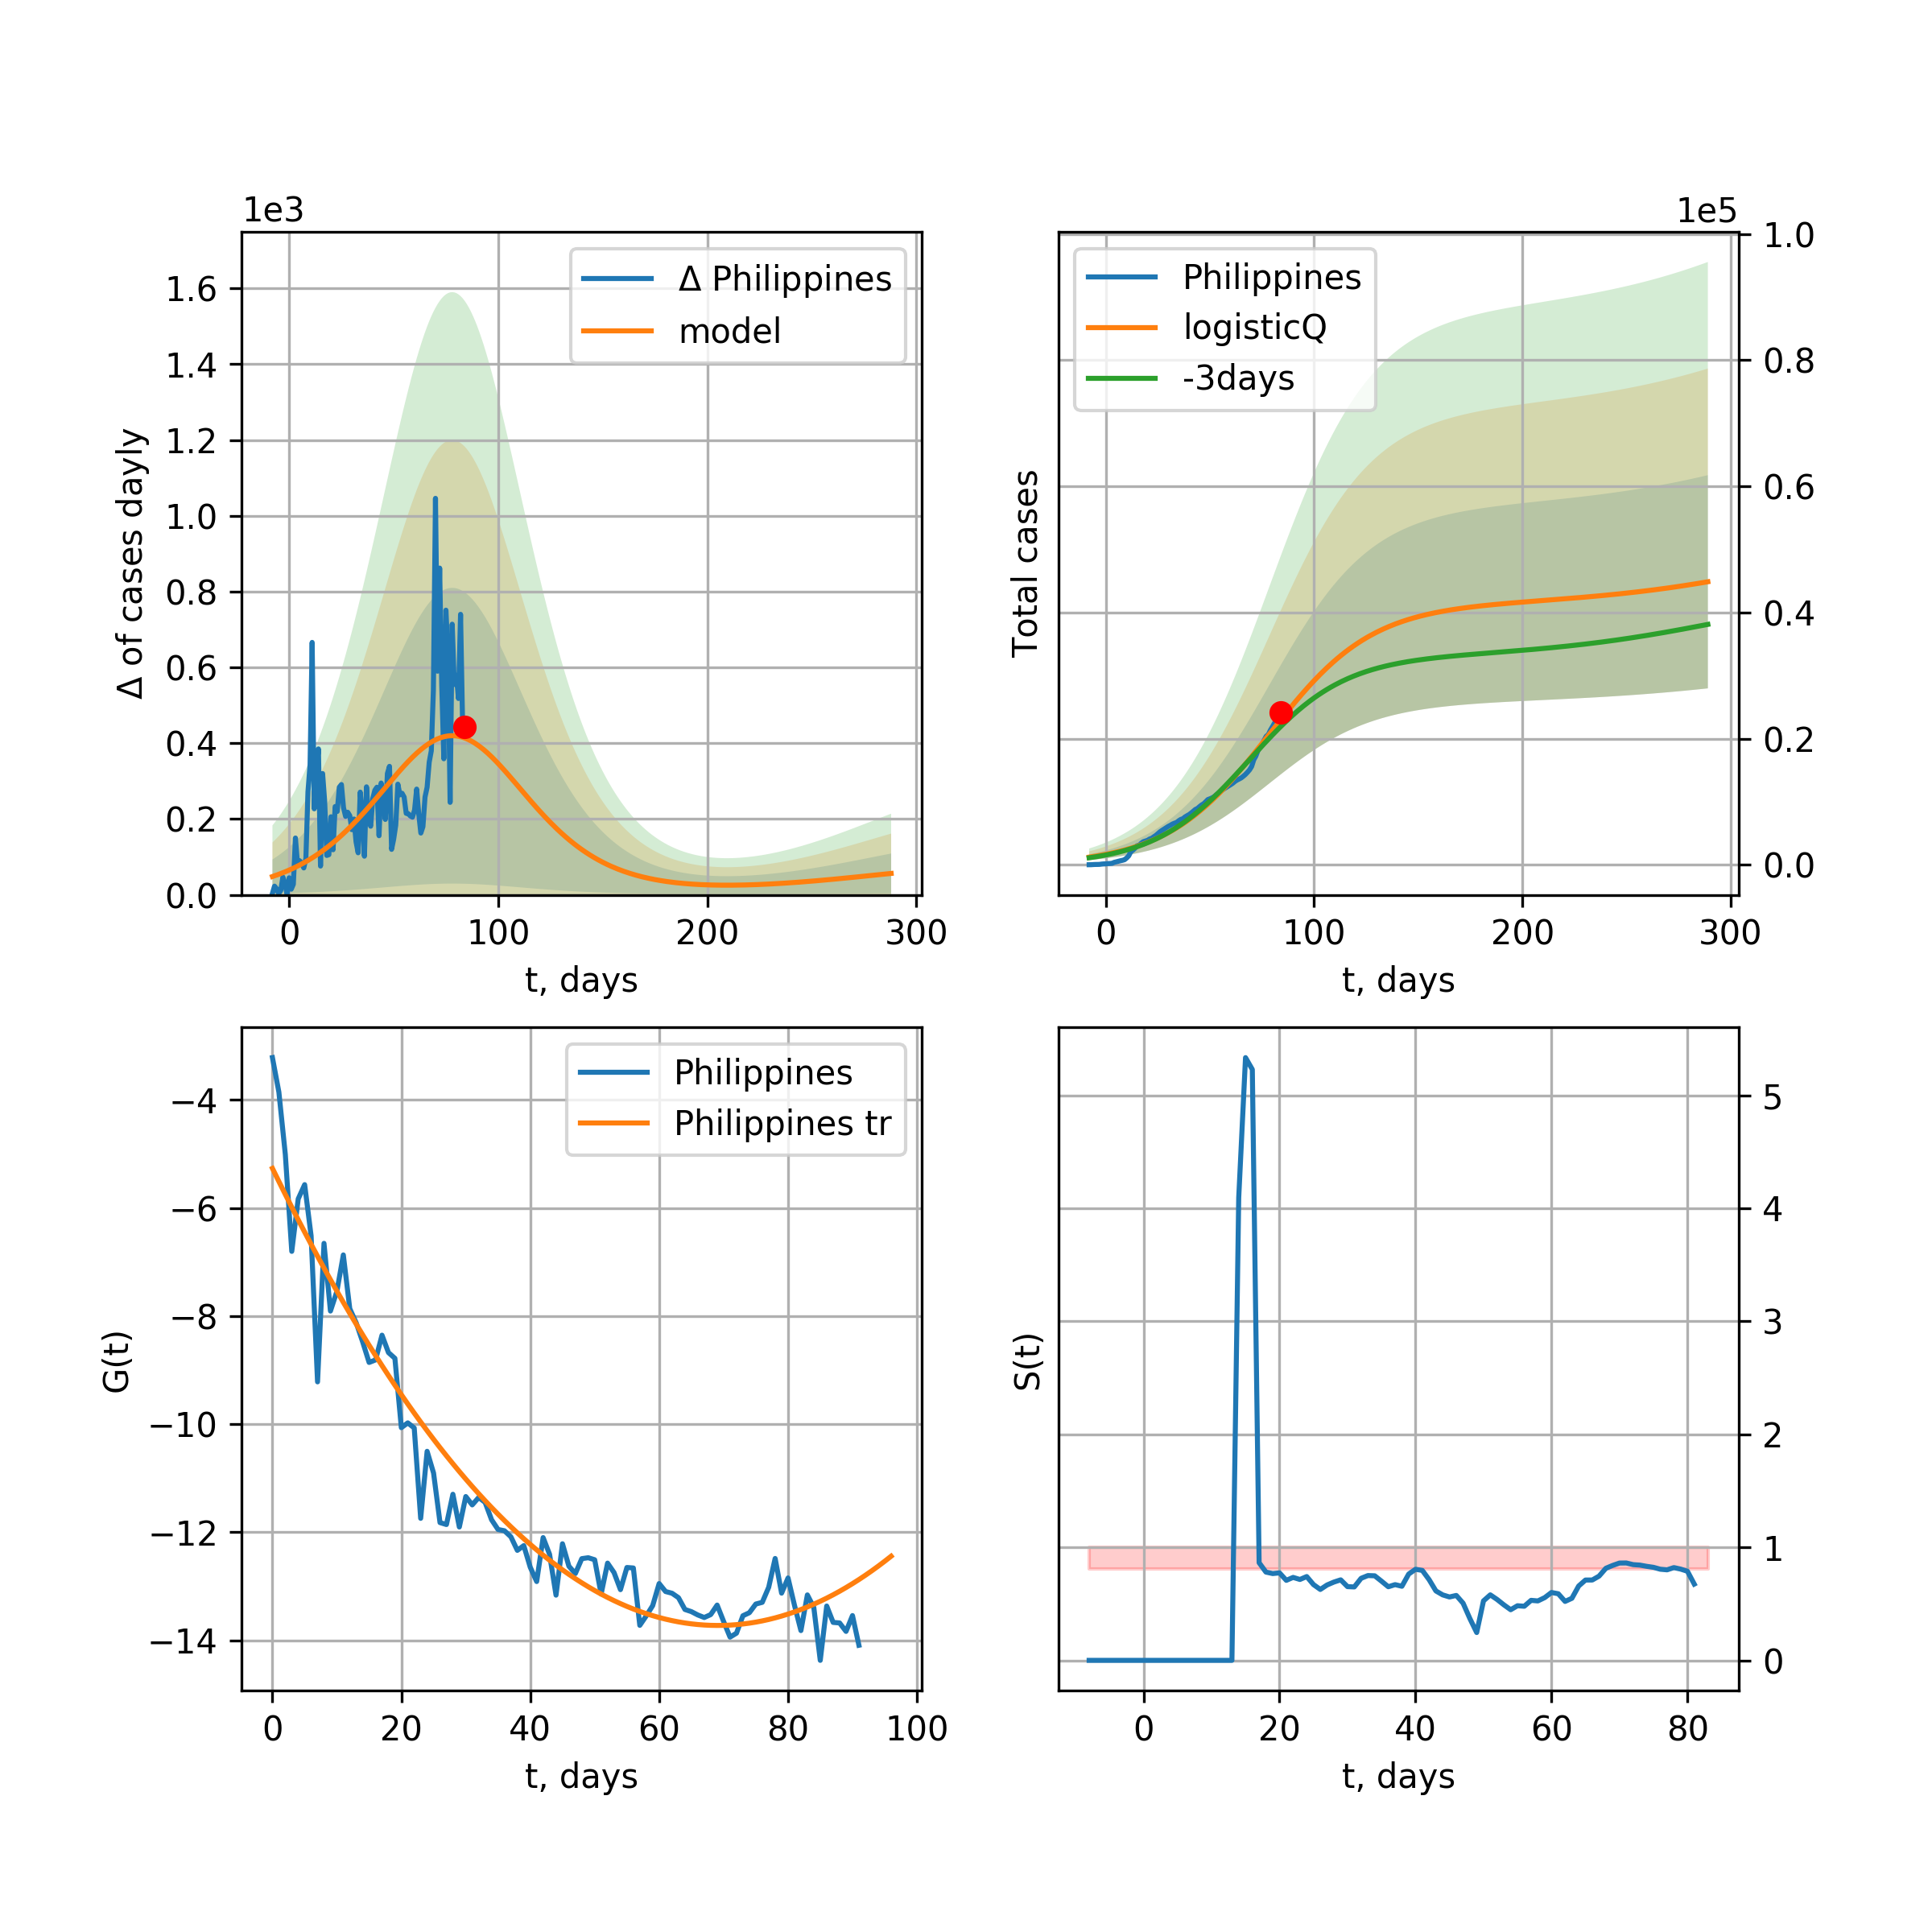 1e3
Δ of cases dayly
1.6
1.4
1.2
1.0
0.8
0.6
0.4
0.2
0.0
Δ Philippines
model
0 100 200 300
t, days
1e5
Total cases
Philippines
logisticQ
-3days
1.0
0.8
0.6
0.4
0.2
0.0
0 100 200 300
t, days
G(t)
−4
−6
−8
−10
−12
−14
Philippines
Philippines tr
0 20 40 60 80 100
t, days
S(t)
5
4
3
2
1
0
0 20 40 60 80
t, days